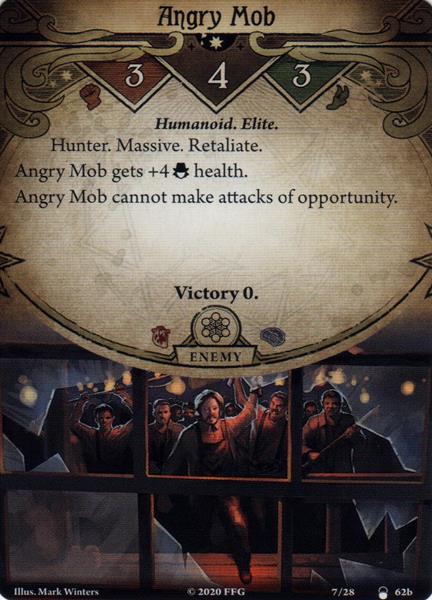 Angry Mob
3 4 3
Humanoid. Elite.
Hunter. Massive. Retaliate.
Angry Mob gets +4 health.
Angry Mob cannot make attacks of opportunity.
Victory 0.
ENEMY
Illus. Mark Winters © 2020 FFG 7/28 62b